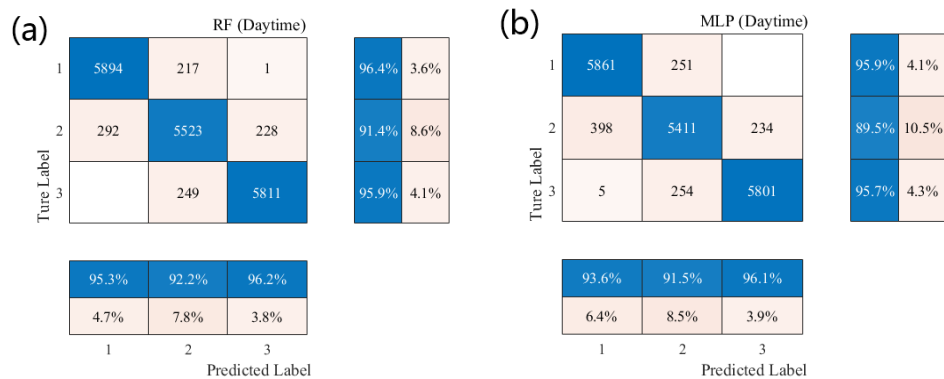 (a)
RF (Daytime)
1 5894 217 1 96.4% 3.6%
2 292 5523 228 91.4% 8.6%
3 249 5811 95.9% 4.1%
Ture Label
95.3% 92.2% 96.2%
4.7% 7.8% 3.8%
1 2 3
Predicted Label
(b)
MLP (Daytime)
1 5861 251 95.9% 4.1%
2 398 5411 234 89.5% 10.5%
3 5 254 5801 95.7% 4.3%
Ture Label
93.6% 91.5% 96.1%
6.4% 8.5% 3.9%
1 2 3
Predicted Label